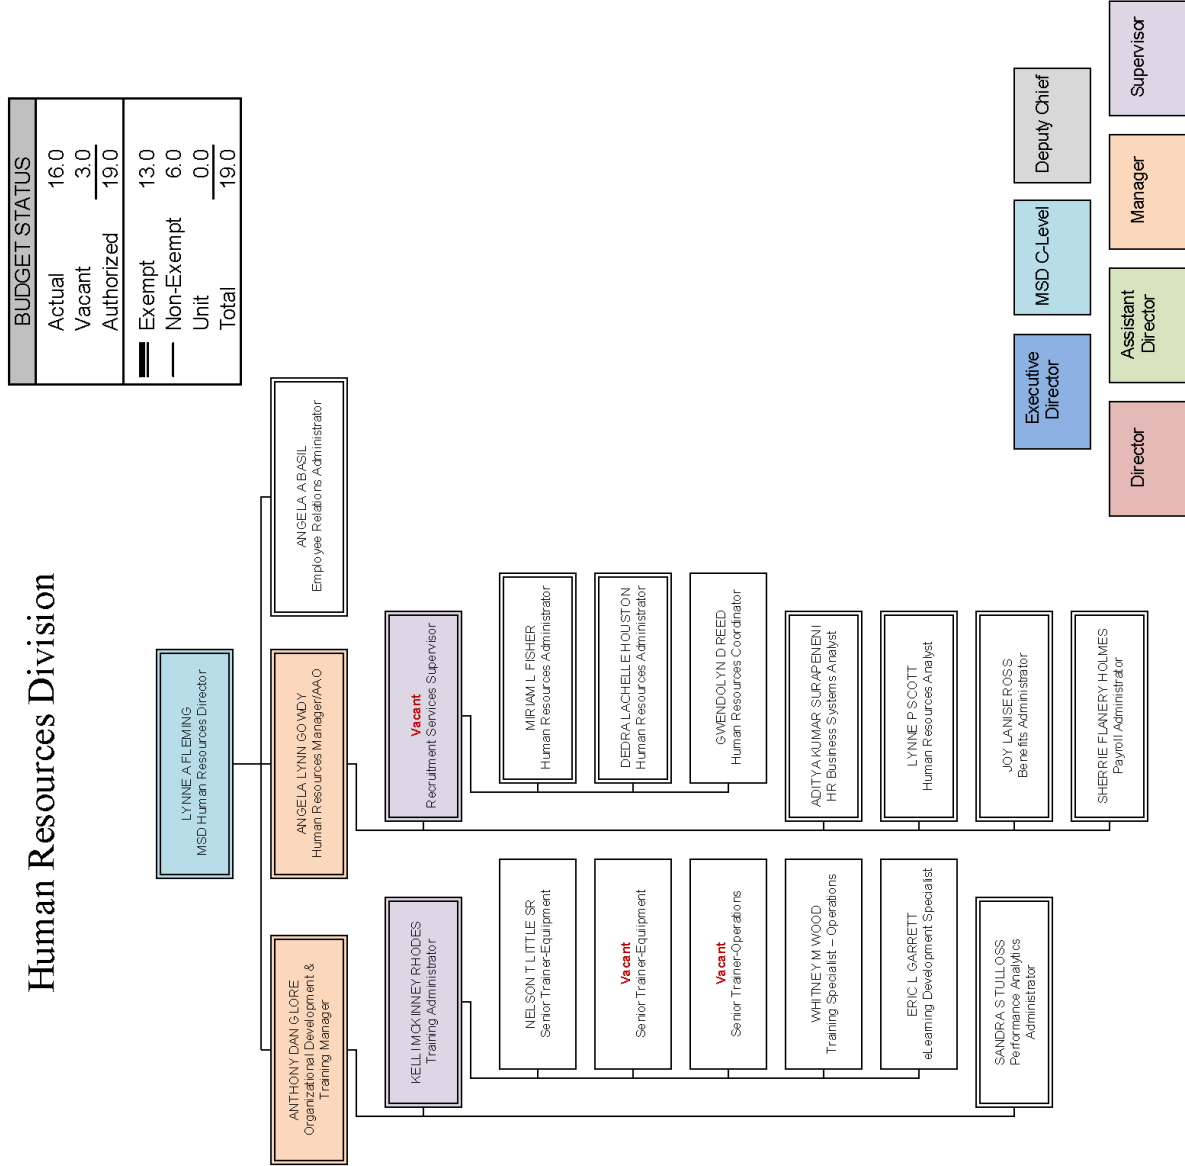 Human Resources Division
BUDGET STATUS
Actual 16.0
Vacant 3.0
Authorized 19.0
Exempt 13.0
Non-Exempt 6.0
Unit 0.0
Total 19.0
LYNNE A FLEMING
MSD Human Resources Director
ANTHONY DAN GLORE
Organizational Development &
Training Manager
ANGELA LYNN GOWDY
Human Resources Manager/AAO
ANGELA A BASIL
Employee Relations Administrator
KELLI MCKINNEY RHODES
Training Administrator
NELSON T LITTLE SR
Senior Trainer-Equipment
Vacant
Senior Trainer-Equipment
Vacant
Senior Trainer-Operations
WHITNEY M WOOD
Training Specialist – Operations
ERIC L GARRETT
eLearning Development Specialist
SANDRA S TULLOSS
Performance Analytics
Administrator
Vacant
Recruitment Services Supervisor
MIRIAM L FISHER
Human Resources Administrator
DEDRA LACHELLE HOUSTON
Human Resources Administrator
GWENDOLYN D REED
Human Resources Coordinator
ADITYA KUMAR SURAPENENI
HR Business Systems Analyst
LYNNE P SCOTT
Human Resources Analyst
JOY LANISE ROSS
Benefits Administrator
SHERRIE FLANERY HOLMES
Payroll Administrator
Executive
Director
MSD C-Level
Deputy Chief
Director
Assistant
Director
Manager
Supervisor